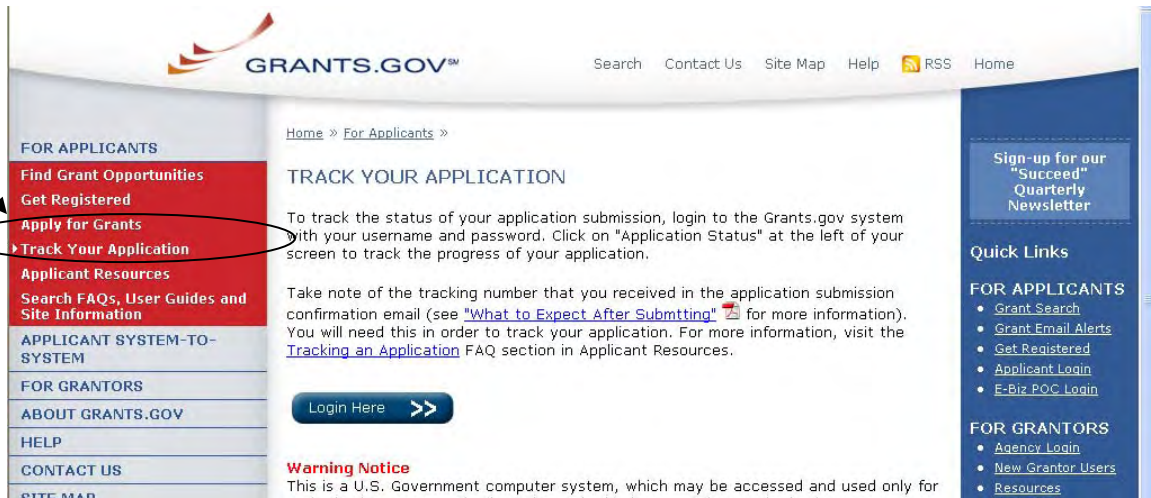 GRANTS.GOV℠
Search Contact Us Site Map Help RSS Home
FOR APPLICANTS
Find Grant Opportunities
Get Registered
Apply for Grants
Track Your Application
Applicant Resources
Search FAQs, User Guides and
Site Information
APPLICANT SYSTEM-TO-
SYSTEM
FOR GRANTORS
ABOUT GRANTS.GOV
HELP
CONTACT US
SITE MAP
Home » For Applicants »
TRACK YOUR APPLICATION
To track the status of your application submission, login to the Grants.gov system
with your username and password. Click on "Application Status" at the left of your
screen to track the progress of your application.
Take note of the tracking number that you received in the application submission
confirmation email (see "What to Expect After Submtting" for more information).
You will need this in order to track your application. For more information, visit the
Tracking an Application FAQ section in Applicant Resources.
Login Here >>
Warning Notice
This is a U.S. Government computer system, which may be accessed and used only for
Sign-up for our
"Succeed"
Quarterly
Newsletter
Quick Links
FOR APPLICANTS
• Grant Search
• Grant Email Alerts
• Get Registered
• Applicant Login
• E-Biz POC Login
FOR GRANTORS
• Agency Login
• New Grantor Users
• Resources